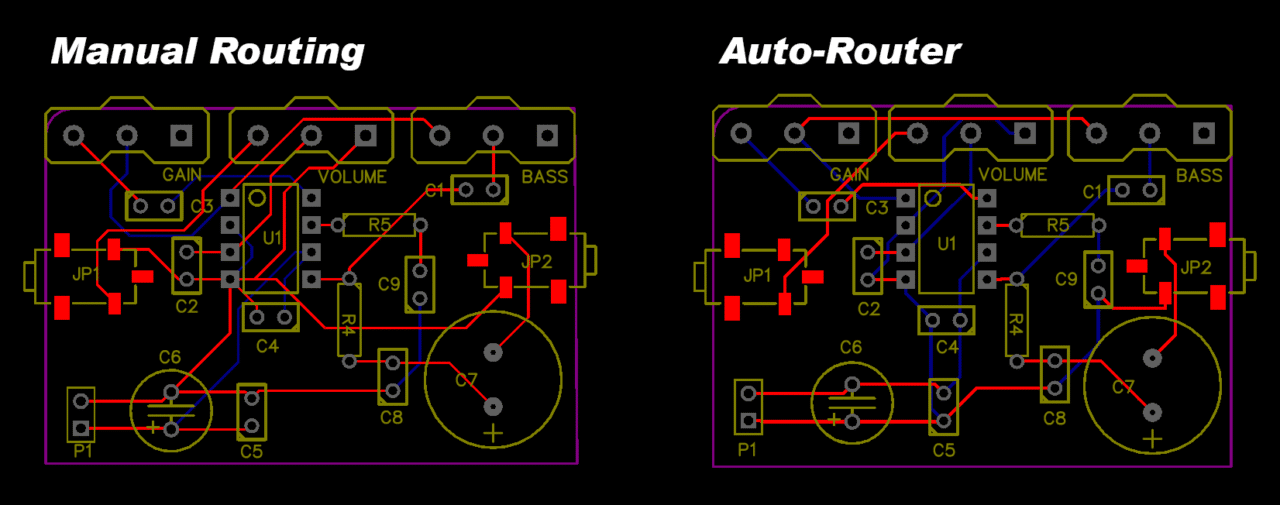 Manual Routing
Auto-Router
GAIN
VOLUME
BASS
C3
C1
R5
U1
JP1
JP2
C2
C9
C4
R4
C6
C7
C8
P1
C5
+
+
GAIN
VOLUME
BASS
C3
C1
R5
U1
JP1
JP2
C2
C9
C4
R4
C6
C7
C8
P1
C5
+
+